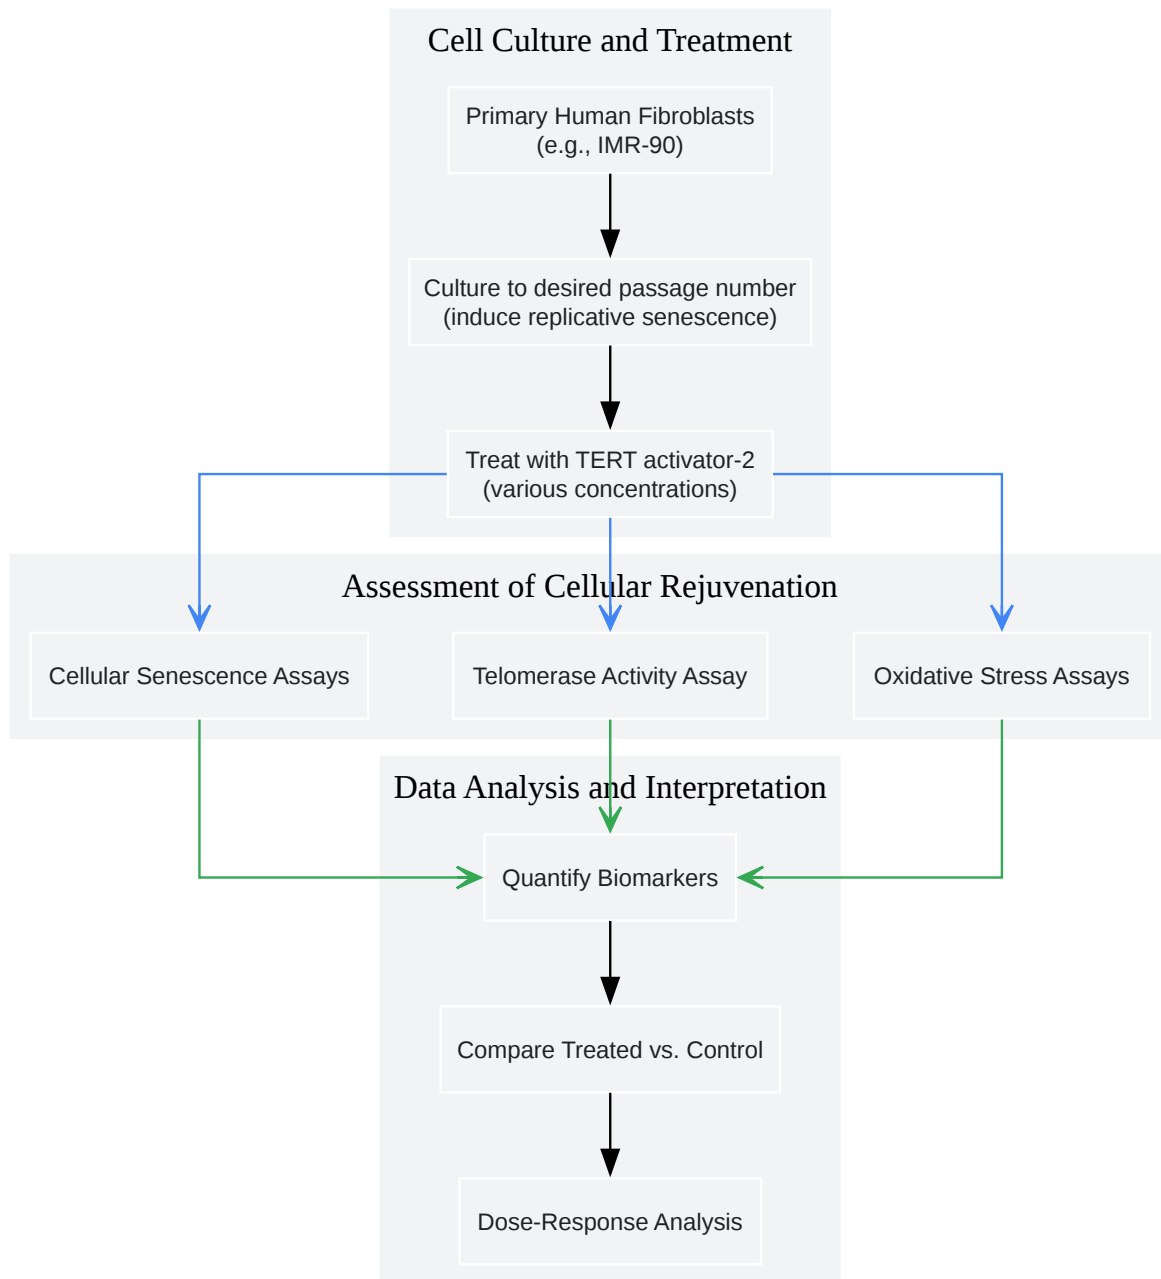 Cell Culture and Treatment
Primary Human Fibroblasts
(e.g., IMR-90)
Culture to desired passage number
(induce replicative senescence)
Treat with TERT activator-2
(various concentrations)
Assessment of Cellular Rejuvenation
Cellular Senescence Assays
Telomerase Activity Assay
Oxidative Stress Assays
Data Analysis and Interpretation
Quantify Biomarkers
Compare Treated vs. Control
Dose-Response Analysis